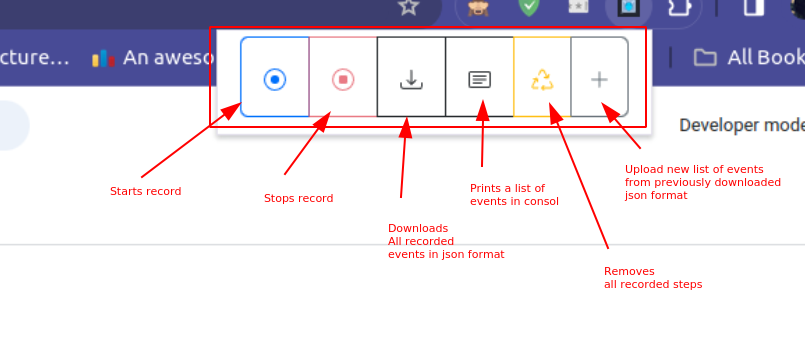 cture...
An aweso
All Book
Developer mode
Starts record
Stops record
Downloads
All recorded
events in json format
Prints a list of
events in consol
Upload new list of events
from previously downloaded
json format
Removes
all recorded steps